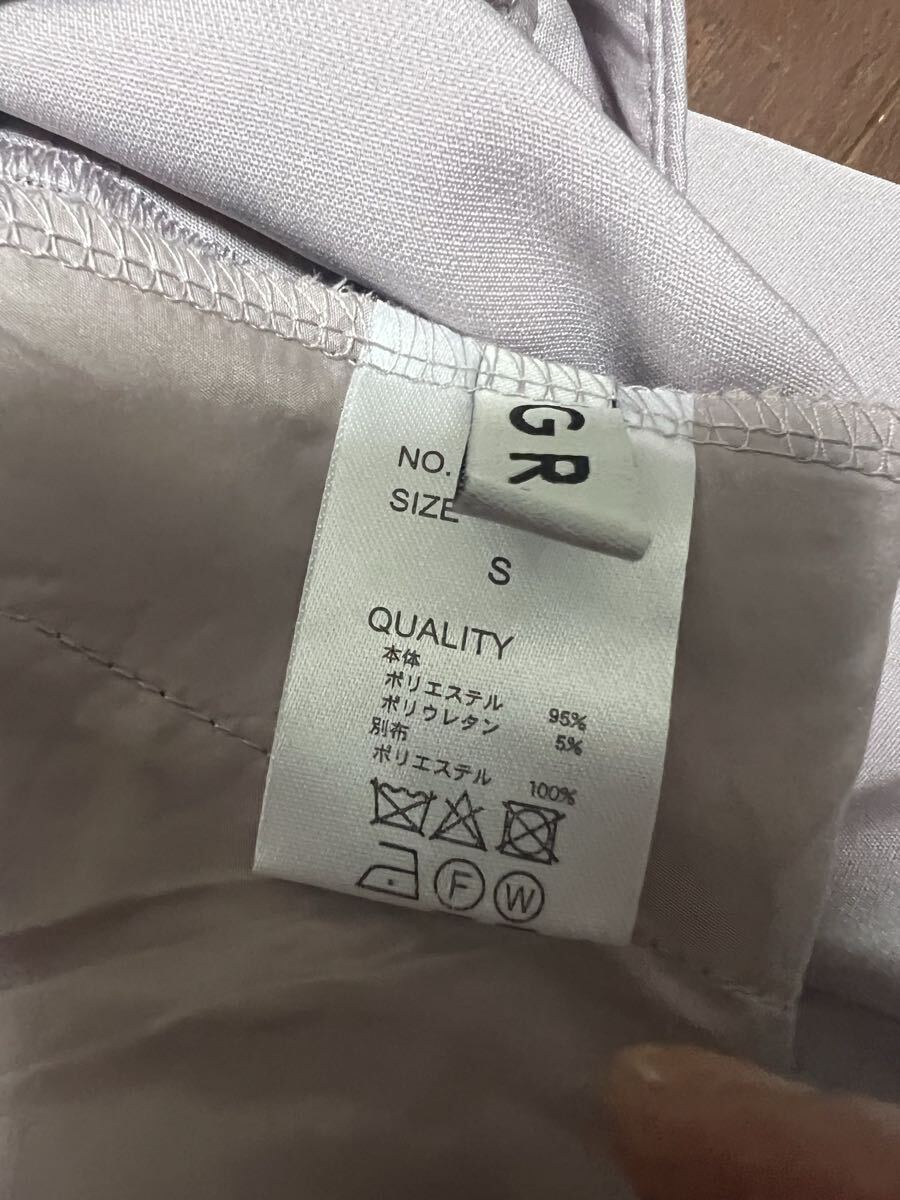 GR
NO.
SIZE
S
QUALITY
本体
ポリエステル 95%
ポリウレタン 5%
別布
ポリエステル 100%
F W